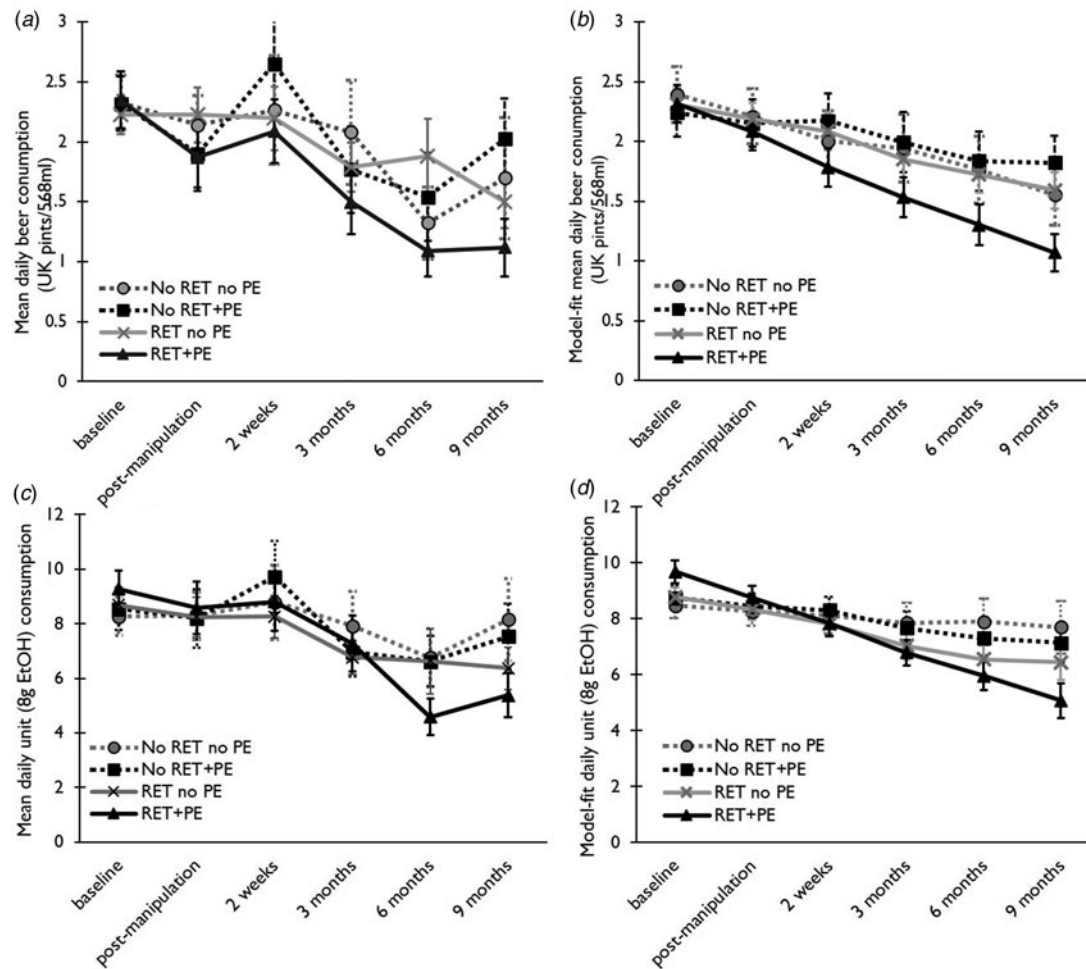 (a)
Mean daily beer conumption
(UK pints/568ml)
3
2.5
2
1.5
1
0.5
0
No RET no PE
No RET+PE
RET no PE
RET+PE
baseline
post-manipulation
2 weeks
3 months
6 months
9 months
(b)
Model-fit mean daily beer consumption
(UK pints/568ml)
3
2.5
2
1.5
1
0.5
0
No RET no PE
No RET+PE
RET no PE
RET+PE
baseline
post-manipulation
2 weeks
3 months
6 months
9 months
(c)
Mean daily unit (8g EtOH) consumption
12
10
8
6
4
2
0
No RET no PE
No RET+PE
RET no PE
RET+PE
baseline
post-manipulation
2 weeks
3 months
6 months
9 months
(d)
Model-fit daily unit (8g EtOH) consumption
12
10
8
6
4
2
0
No RET no PE
No RET+PE
RET no PE
RET+PE
baseline
post-manipulation
2 weeks
3 months
6 months
9 months